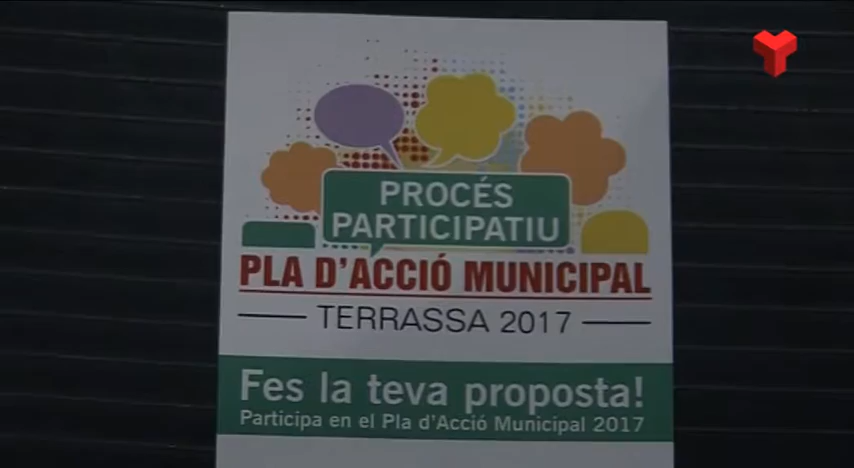 PROCÉS
PARTICIPATIU
PLA D'ACCIÓ MUNICIPAL
TERRASSA 2017
Fes la teva proposta!
Participa en el Pla d'Acció Municipal 2017